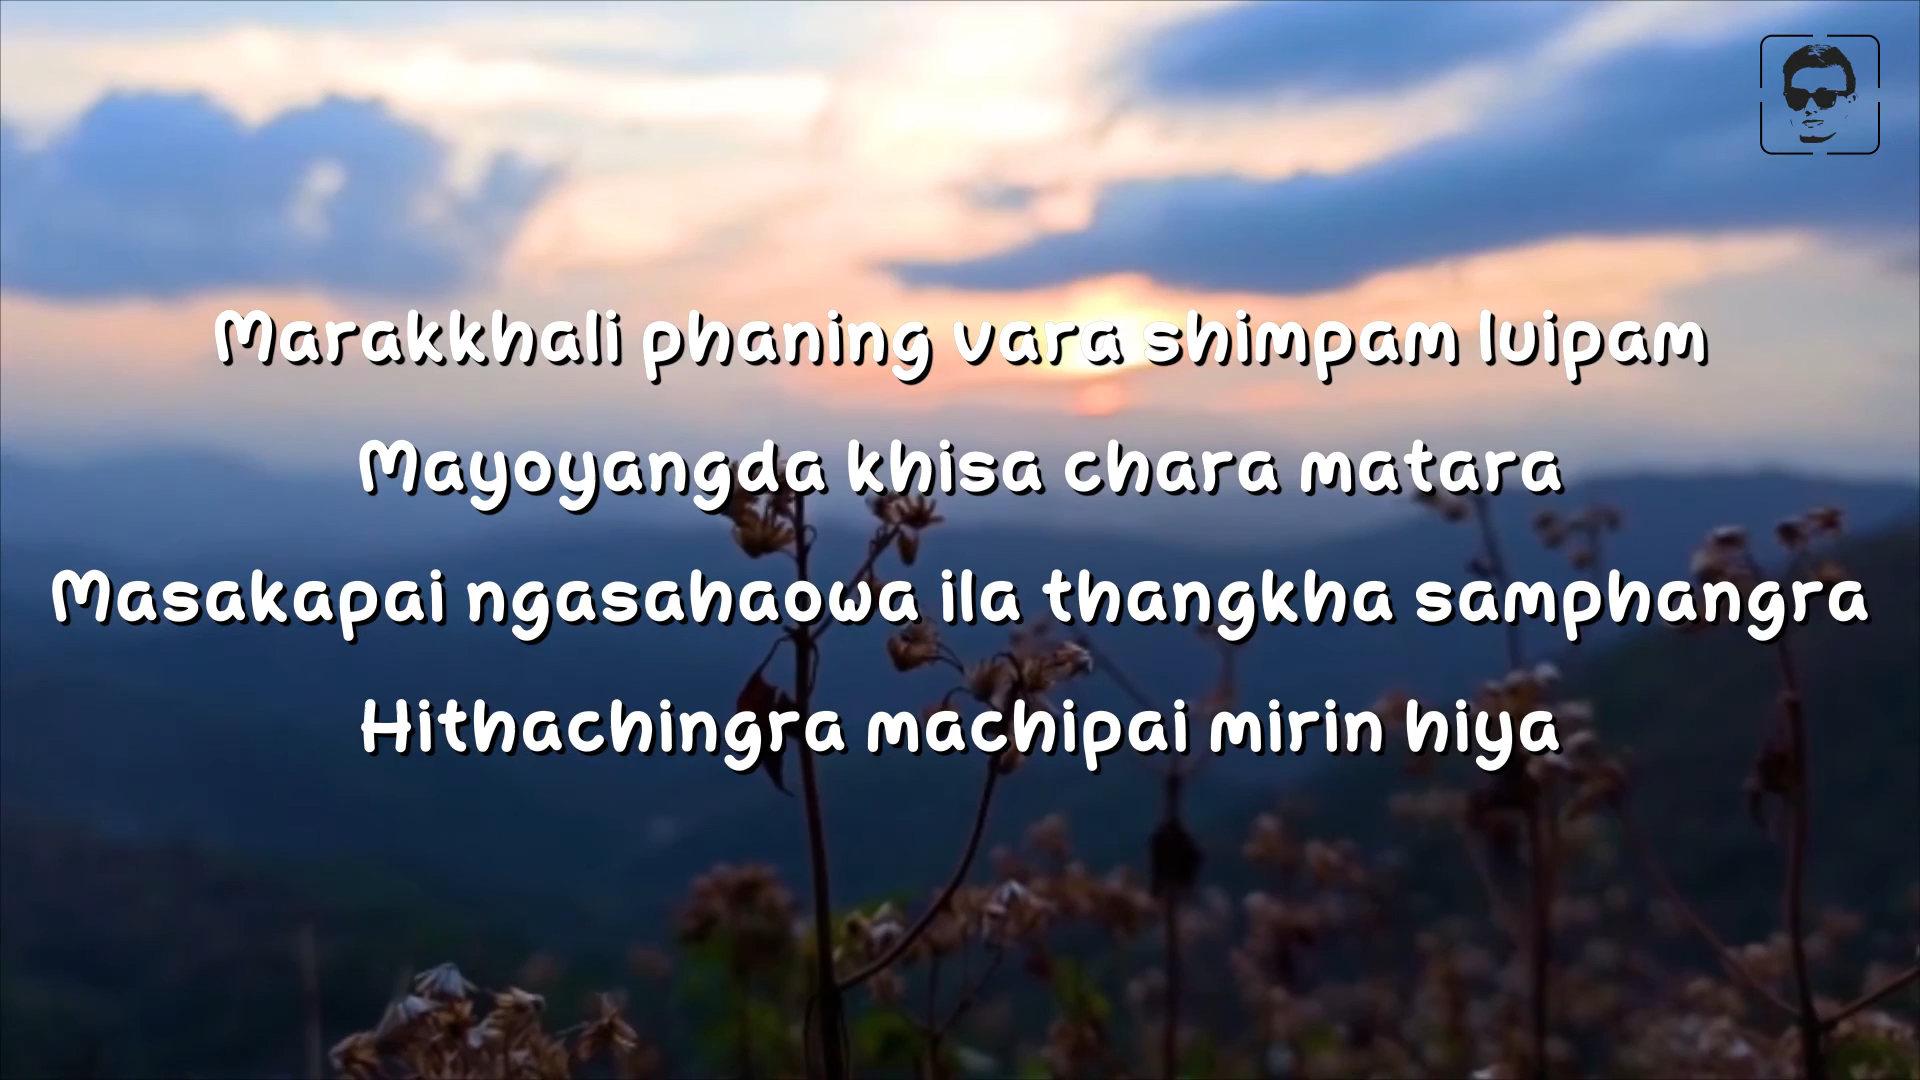 Marakkhali phaning vara shimpam luipam
Mayoyangda khisa chara matara
Masakapai ngasahaowa ila thangkha samphangra
Hithachingra machipai mirin hiya